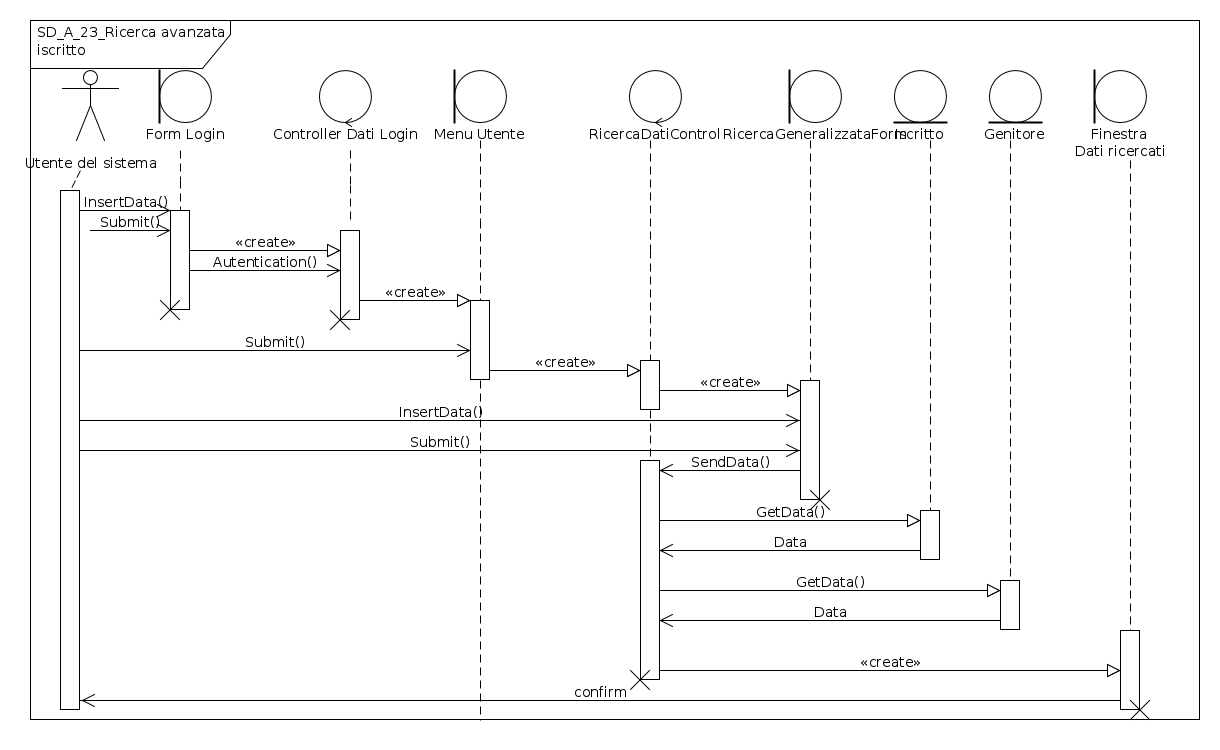 SD_A_23_Ricerca avanzata
iscritto
Utente del sistema
Form Login
Controller Dati Login
Menu Utente
RicercaDatiControl
RicercaGeneralizzataForm
Iscritto
Genitore
Finestra
Dati ricercati
InsertData()
Submit()
«create»
Autentication()
«create»
Submit()
«create»
«create»
InsertData()
Submit()
SendData()
GetData()
Data
GetData()
Data
«create»
confirm